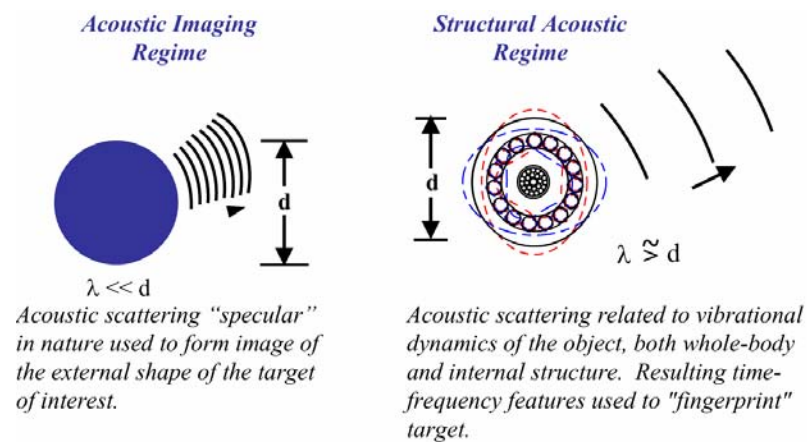 Acoustic Imaging
Regime
d
λ << d
Acoustic scattering “specular”
in nature used to form image of
the external shape of the target
of interest.
Structural Acoustic
Regime
d
λ >̃ d
Acoustic scattering related to vibrational
dynamics of the object, both whole-body
and internal structure.  Resulting time-
frequency features used to "fingerprint"
target.